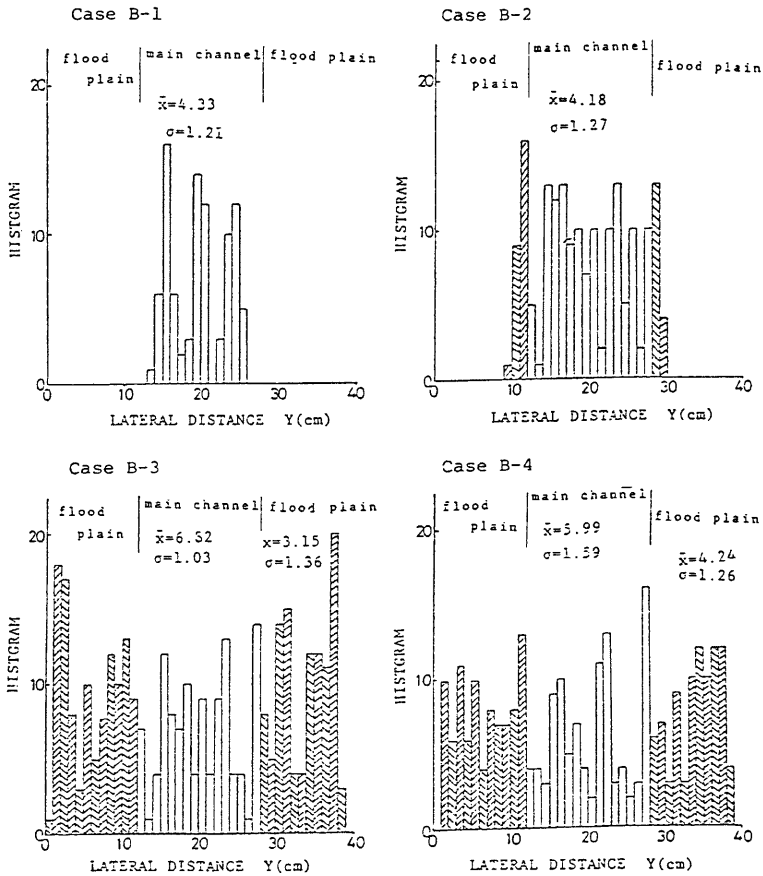 Case B-1
flood
plain
main channel
flood plain
x̄=4.33
σ=1.21
20
10
0
HISTGRAM
10
20
30
40
LATERAL DISTANCE Y(cm)
Case B-2
flood
plain
main channel
flood plain
x̄=4.18
σ=1.27
20
10
0
HISTGRAM
10
20
30
40
LATERAL DISTANCE Y(cm)
Case B-3
flood
plain
main channel
flood plain
x̄=6.52
σ=1.03
x=3.15
σ=1.36
20
10
0
HISTGRAM
0
10
20
30
40
LATERAL DISTANCE Y(cm)
Case B-4
flood
plain
main channel
flood plain
x̄=5.99
σ=1.59
x̄=4.24
σ=1.26
20
10
0
HISTGRAM
0
10
20
30
40
LATERAL DISTANCE Y(cm)